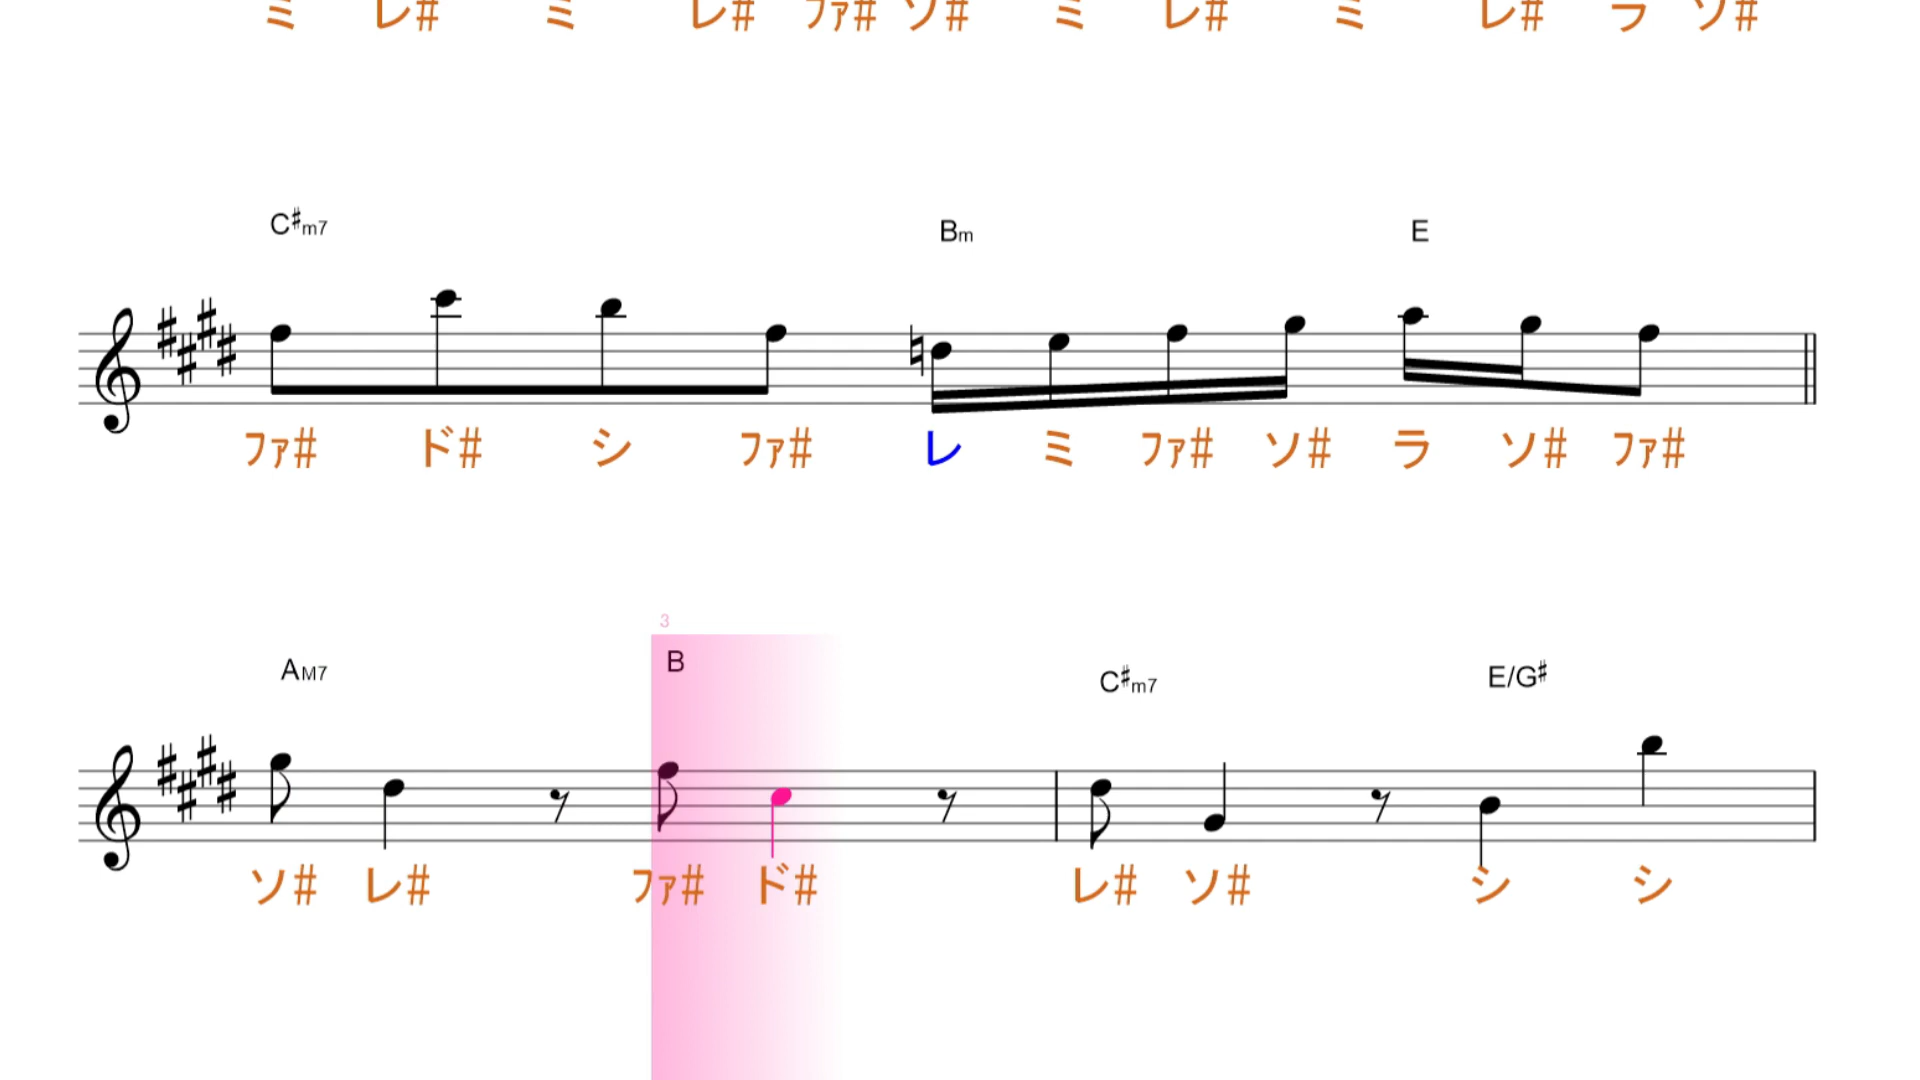 ミ レ# ミ レ# ファ# ソ# ミ レ# ミ レ# ラ ソ#
C♯m7 Bm E
ファ# ド# シ ファ# レ ミ ファ# ソ# ラ ソ# ファ#
3
AM7 B C♯m7 E/G♯
ソ# レ# ファ# ド# レ# ソ# シ シ